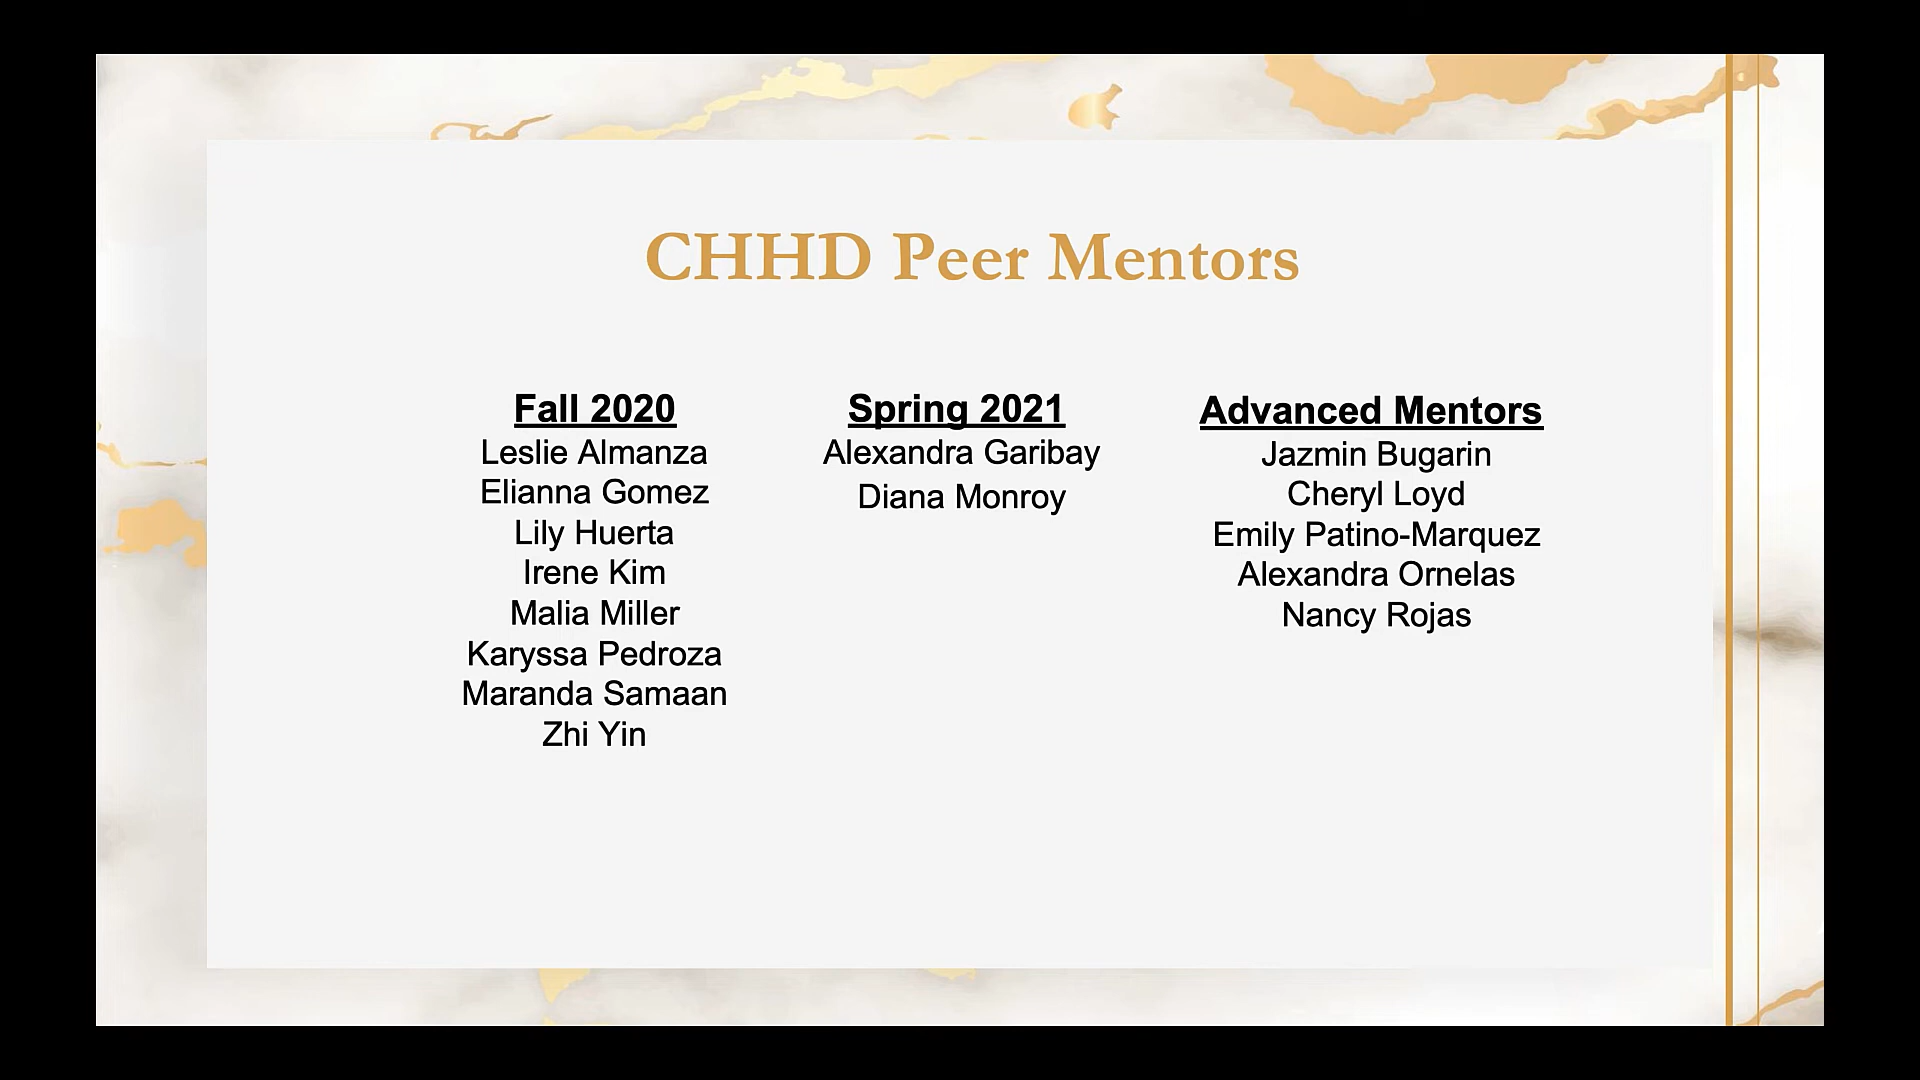 CHHD Peer Mentors
Fall 2020
Leslie Almanza
Elianna Gomez
Lily Huerta
Irene Kim
Malia Miller
Karyssa Pedroza
Maranda Samaan
Zhi Yin
Spring 2021
Alexandra Garibay
Diana Monroy
Advanced Mentors
Jazmin Bugarin
Cheryl Loyd
Emily Patino-Marquez
Alexandra Ornelas
Nancy Rojas